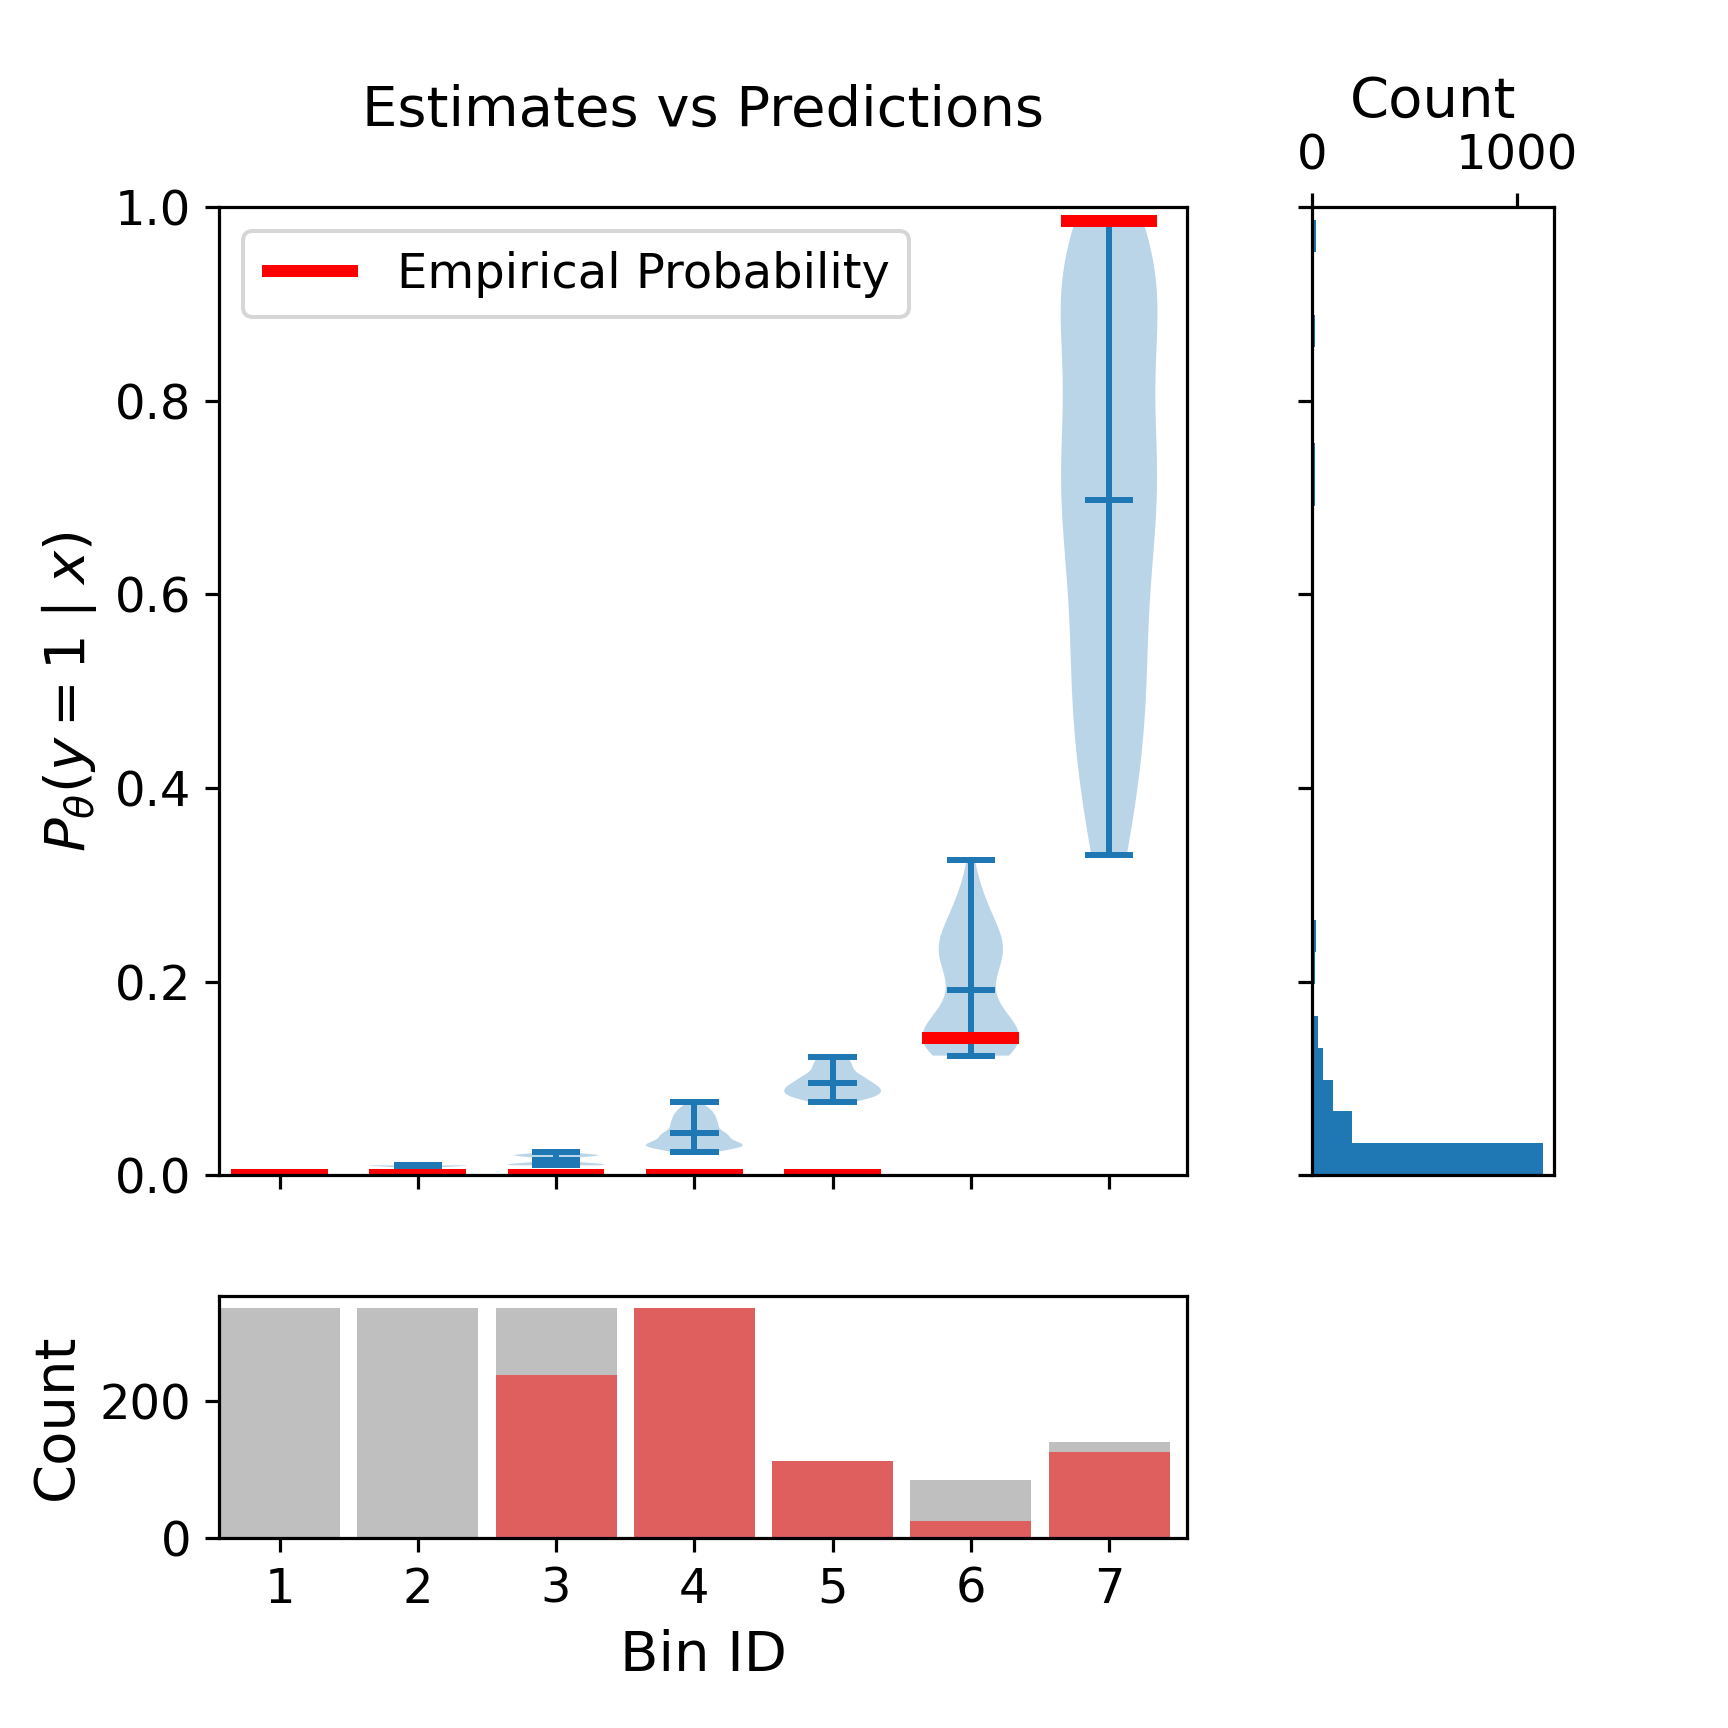 Estimates vs Predictions
Count
0 1000
1.0
Empirical Probability
0.8
0.6
0.4
0.2
0.0
P_θ(y = 1 | x)
Count
200
0
1 2 3 4 5 6 7
Bin ID